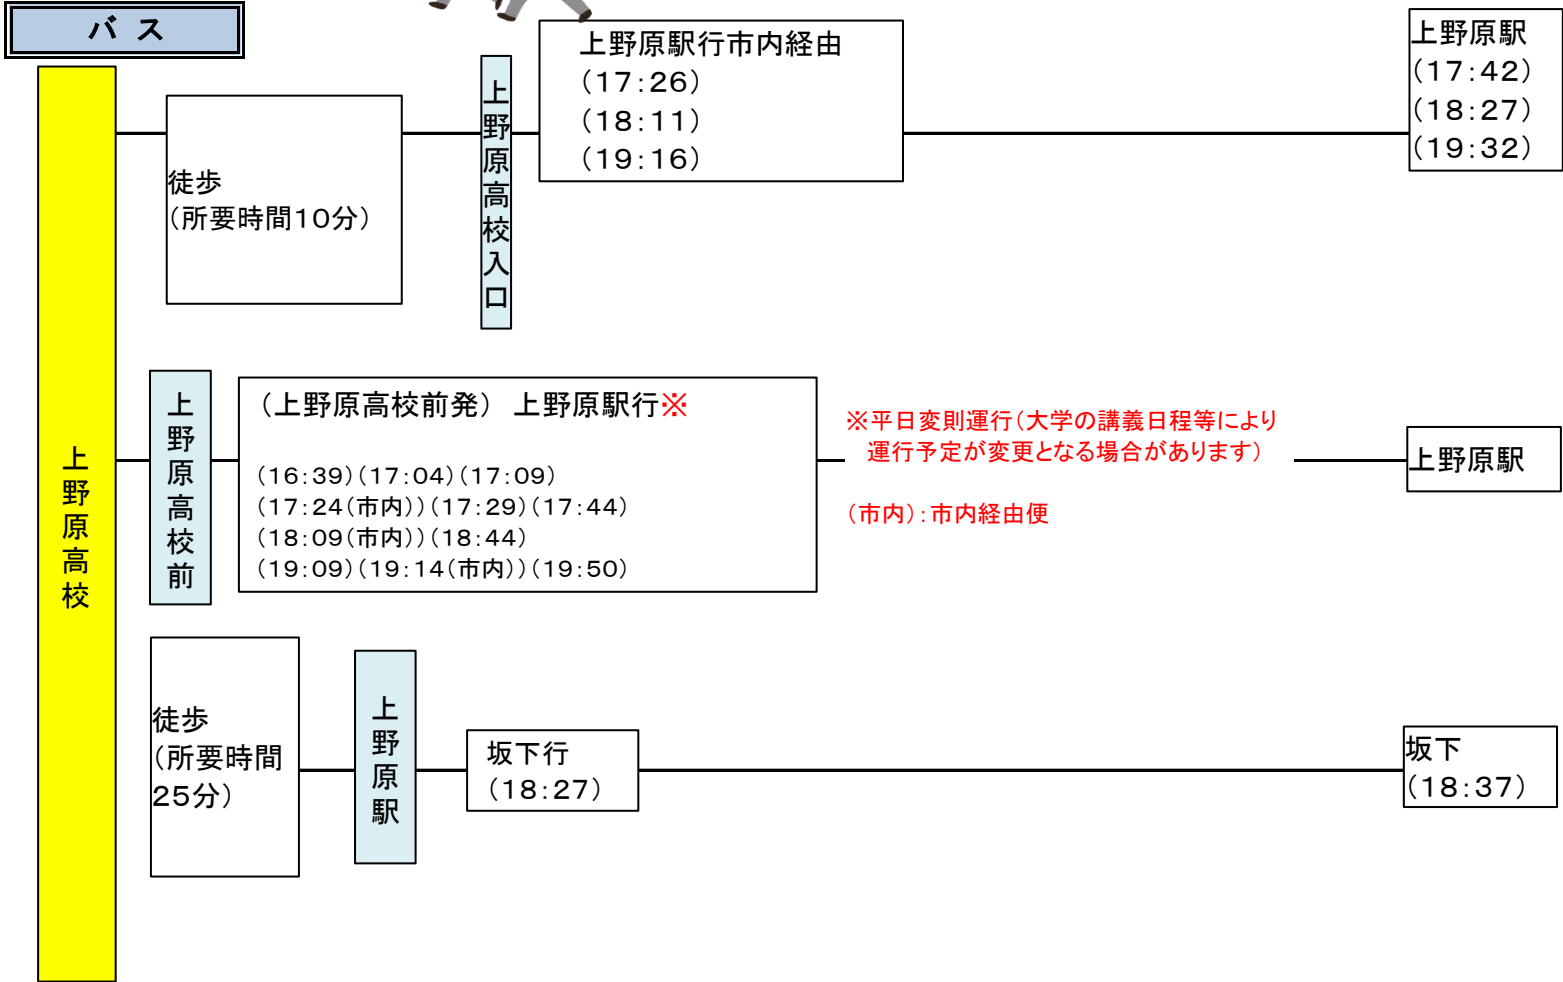 バ ス
上野原高校
徒歩
（所要時間10分）
上野原高校入口
上野原駅行市内経由
（17:26）
（18:11）
（19:16）
上野原駅
（17:42）
（18:27）
（19:32）
上野原高校前
（上野原高校前発） 上野原駅行※
（16:39）（17:04）（17:09）
（17:24（市内））（17:29）（17:44）
（18:09（市内））（18:44）
（19:09）（19:14（市内））（19:50）
※平日変則運行（大学の講義日程等により
運行予定が変更となる場合があります）
（市内）：市内経由便
上野原駅
徒歩
（所要時間
25分）
上野原駅
坂下行
（18:27）
坂下
（18:37）